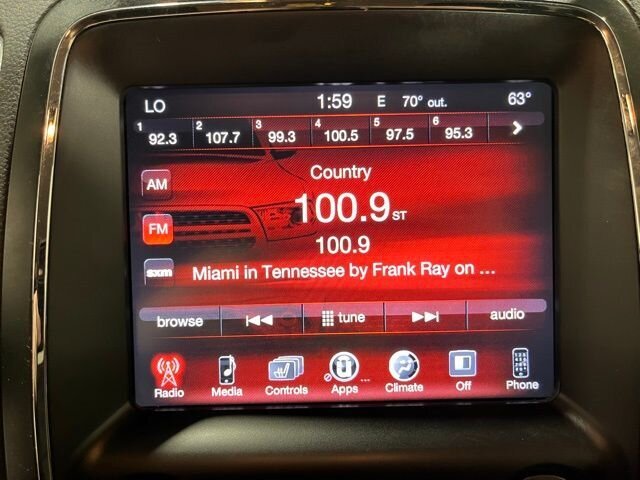 LO 1:59 E 70° out. 63°
1 92.3 2 107.7 3 99.3 4 100.5 5 97.5 6 95.3
Country
AM
100.9 ST
FM
100.9
sxm
Miami in Tennessee by Frank Ray on ...
browse tune audio
Radio Media Controls Apps Climate Off Phone